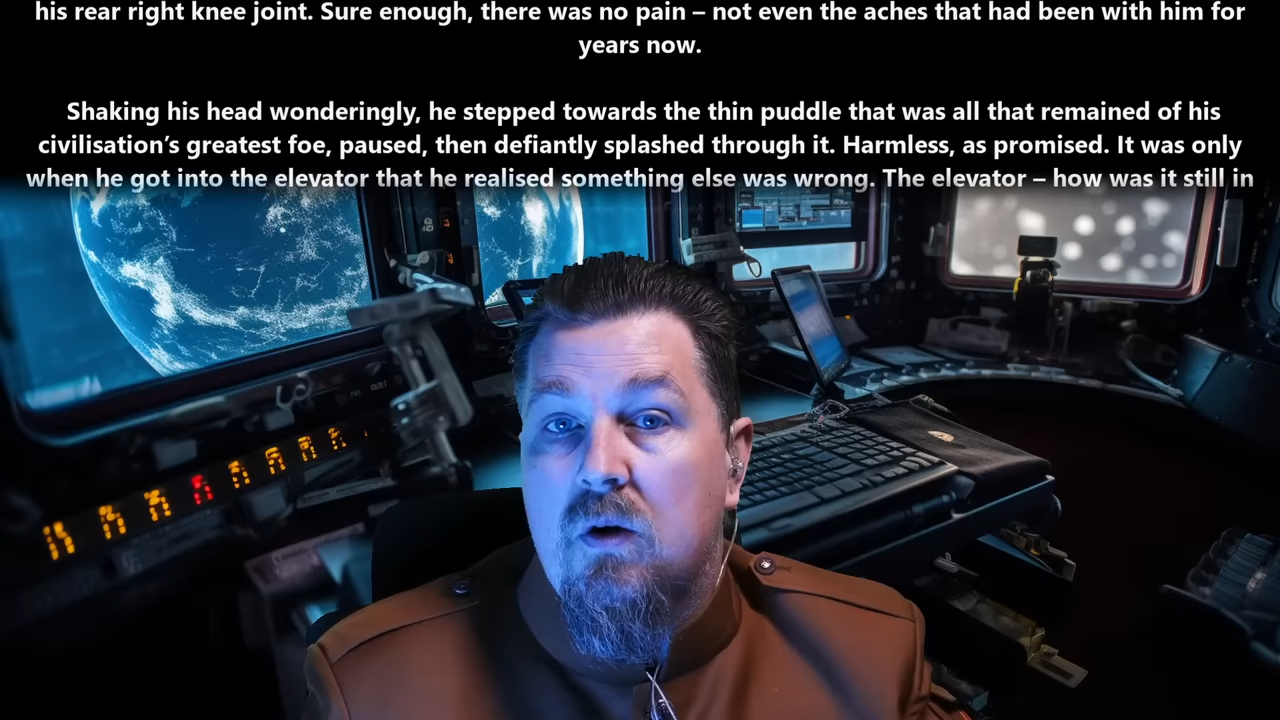 his rear right knee joint. Sure enough, there was no pain – not even the aches that had been with him for
years now.
Shaking his head wonderingly, he stepped towards the thin puddle that was all that remained of his
civilisation’s greatest foe, paused, then defiantly splashed through it. Harmless, as promised. It was only
when he got into the elevator that he realised something else was wrong. The elevator – how was it still in